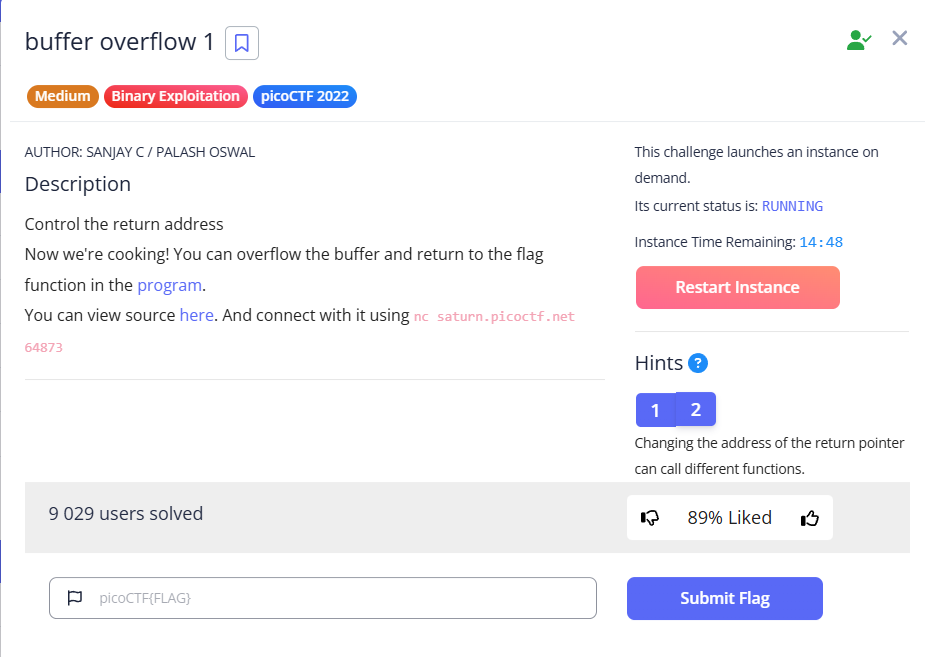 buffer overflow 1
Medium Binary Exploitation picoCTF 2022
AUTHOR: SANJAY C / PALASH OSWAL
Description
Control the return address
Now we're cooking! You can overflow the buffer and return to the flag
function in the program.
You can view source here. And connect with it using nc saturn.picoctf.net
64873
This challenge launches an instance on
demand.
Its current status is: RUNNING
Instance Time Remaining: 14:48
Restart Instance
Hints ?
1 2
Changing the address of the return pointer
can call different functions.
9 029 users solved
89% Liked
picoCTF{FLAG}
Submit Flag